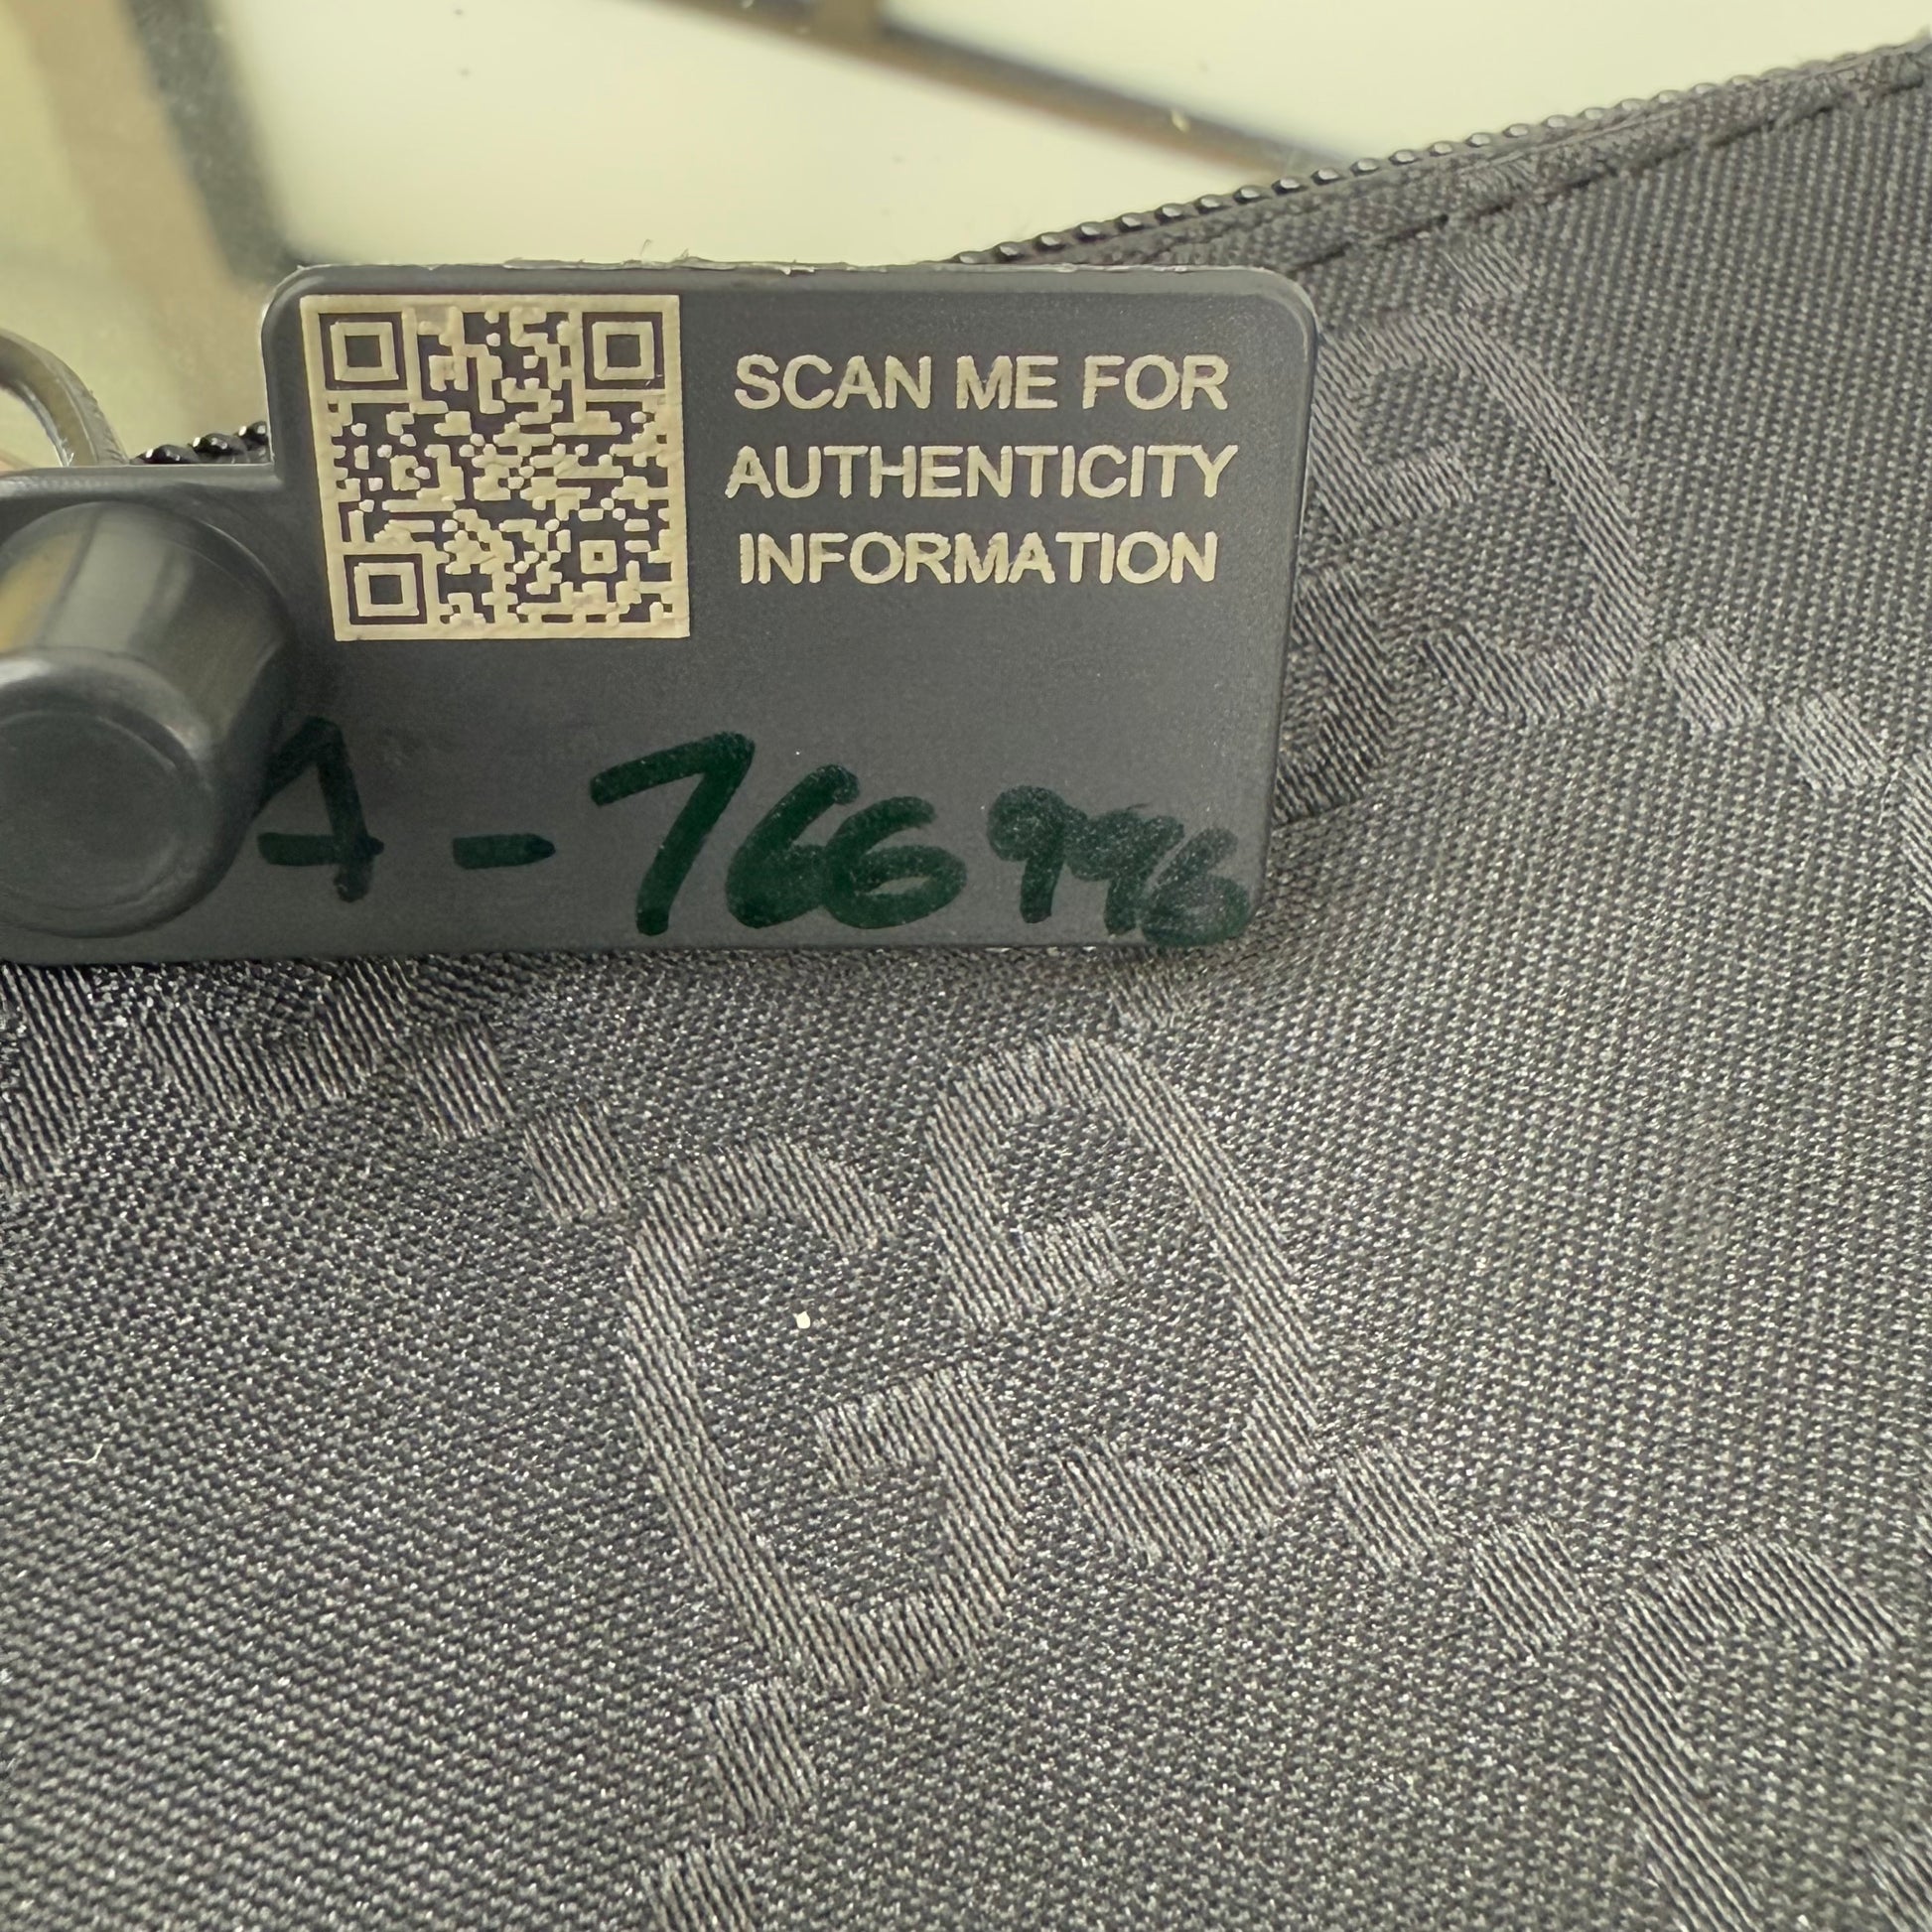 SCAN ME FOR
AUTHENTICITY
INFORMATION
A-766996